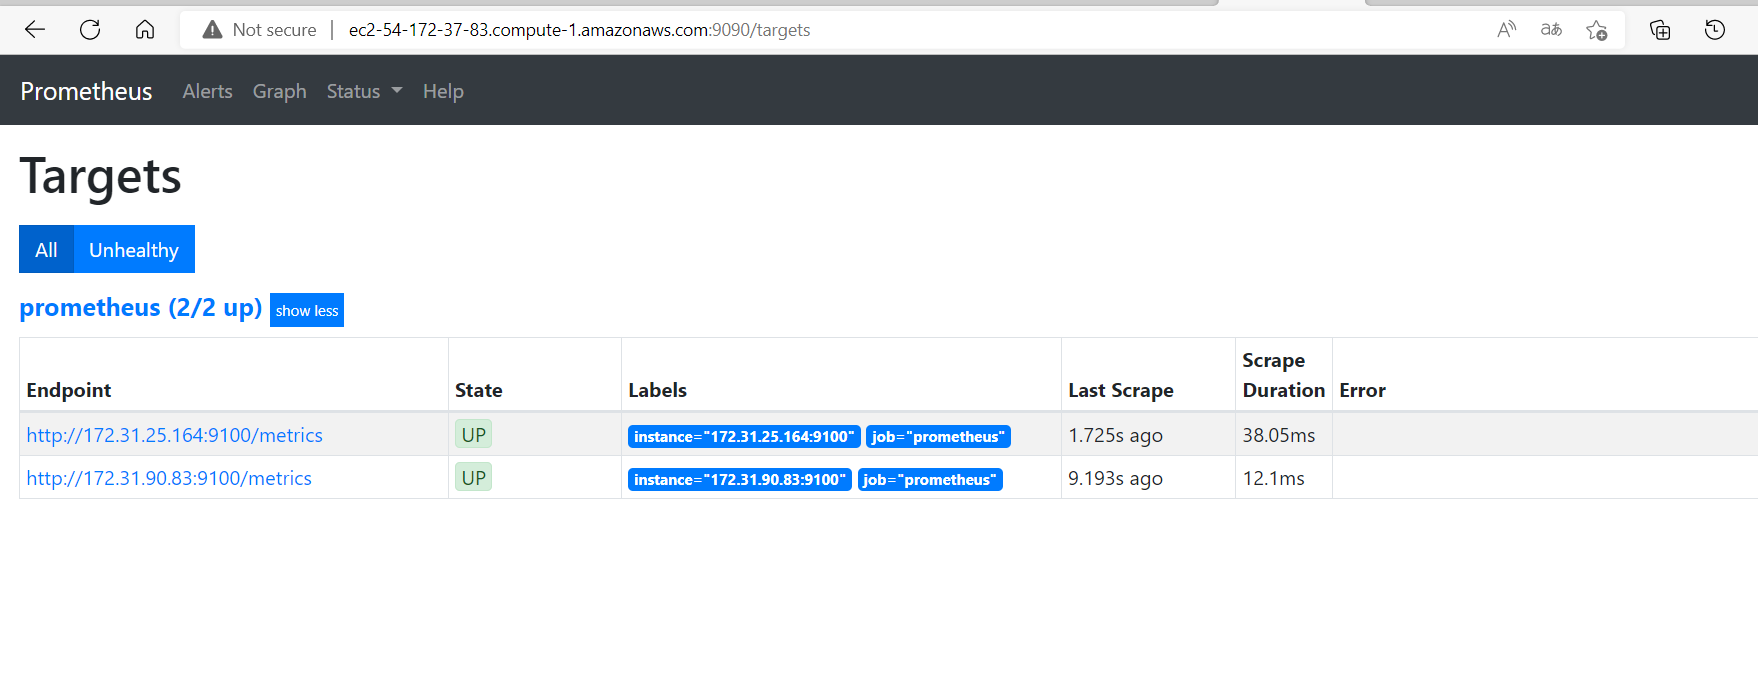 Not secure | ec2-54-172-37-83.compute-1.amazonaws.com:9090/targets A aあ
Prometheus Alerts Graph Status Help
Targets
All Unhealthy
prometheus (2/2 up) show less
Endpoint State Labels Last Scrape Scrape Duration Error
http://172.31.25.164:9100/metrics UP instance="172.31.25.164:9100" job="prometheus" 1.725s ago 38.05ms
http://172.31.90.83:9100/metrics UP instance="172.31.90.83:9100" job="prometheus" 9.193s ago 12.1ms